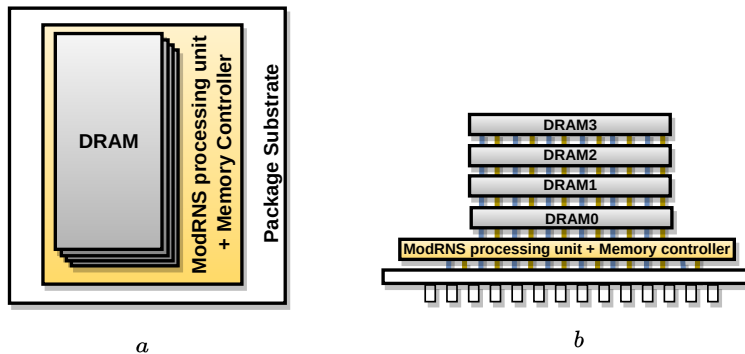 DRAM
ModRNS processing unit
+ Memory Controller
Package Substrate
a
DRAM3
DRAM2
DRAM1
DRAM0
ModRNS processing unit + Memory controller
b